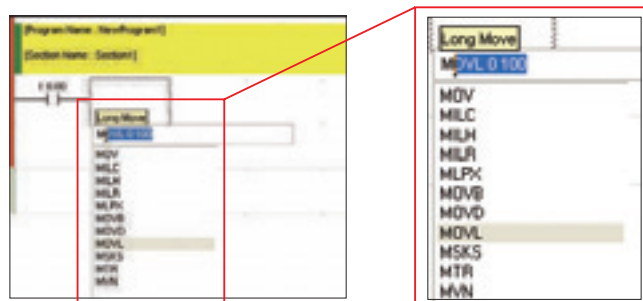 [Program Name : NewProgram1]
[Section Name : Section1]
I: 0.00
Long Move
MOVL 0 100
MOV
MILC
MILH
MILR
MLPX
MOVB
MOVD
MOVL
MSKS
MTR
MVN
Long Move
MOVL 0 100
MOV
MILC
MILH
MILR
MLPX
MOVB
MOVD
MOVL
MSKS
MTR
MVN